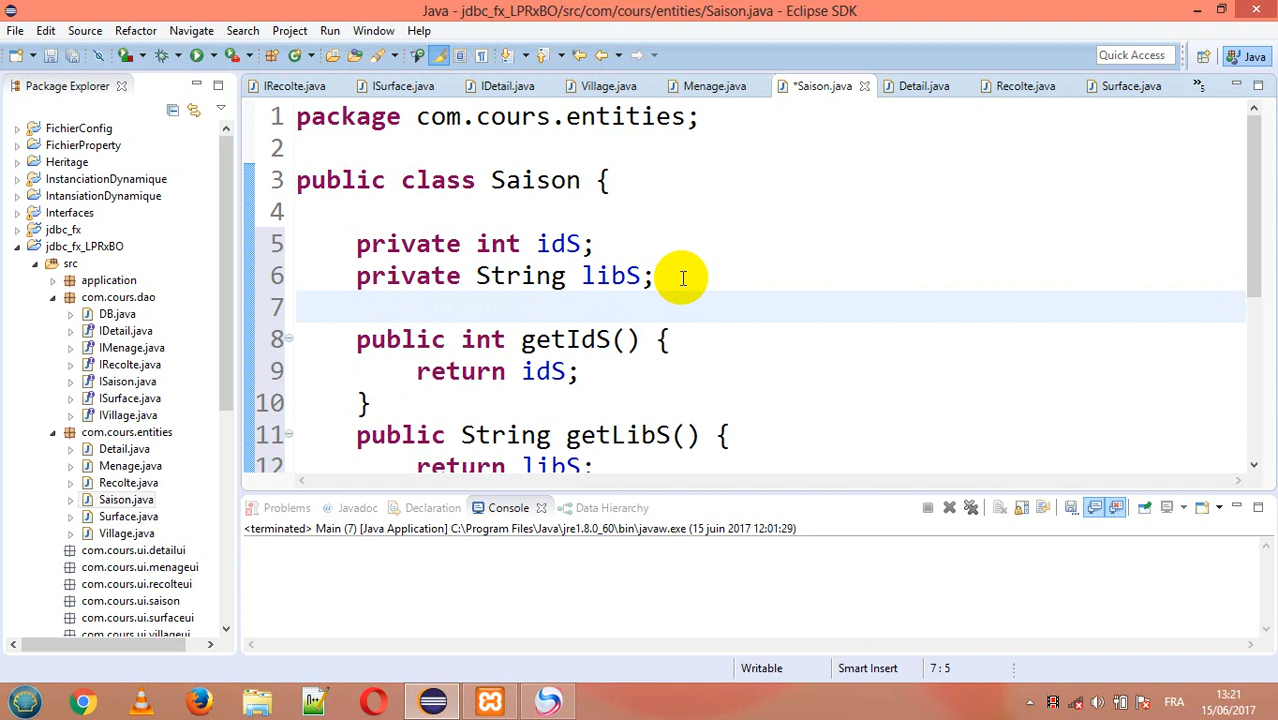 Java - jdbc_fx_LPRxBO/src/com/cours/entities/Saison.java - Eclipse SDK
File Edit Source Refactor Navigate Search Project Run Window Help
Quick Access
Java
Package Explorer
IRecolte.java ISurface.java IDetail.java Village.java Menage.java *Saison.java Detail.java Recolte.java Surface.java
FichierConfig
FichierProperty
Heritage
InstanciationDynamique
IntansiationDynamique
Interfaces
jdbc_fx
jdbc_fx_LPRxBO
src
application
com.cours.dao
DB.java
IDetail.java
IMenage.java
IRecolte.java
ISaison.java
ISurface.java
IVillage.java
com.cours.entities
Detail.java
Menage.java
Recolte.java
Saison.java
Surface.java
Village.java
com.cours.ui.detailui
com.cours.ui.menageui
com.cours.ui.recolteui
com.cours.ui.saison
com.cours.ui.surfaceui
com.cours.ui.villageui
1 package com.cours.entities;
2
3 public class Saison {
4
5 private int idS;
6 private String libS;
7
8 public int getIdS() {
9 return idS;
10 }
11 public String getLibS() {
12 return libS;
Problems Javadoc Declaration Console Data Hierarchy
<terminated> Main (7) [Java Application] C:\Program Files\Java\jre1.8.0_60\bin\javaw.exe (15 juin 2017 12:01:29)
Writable Smart Insert 7 : 5
FRA
13:21
15/06/2017